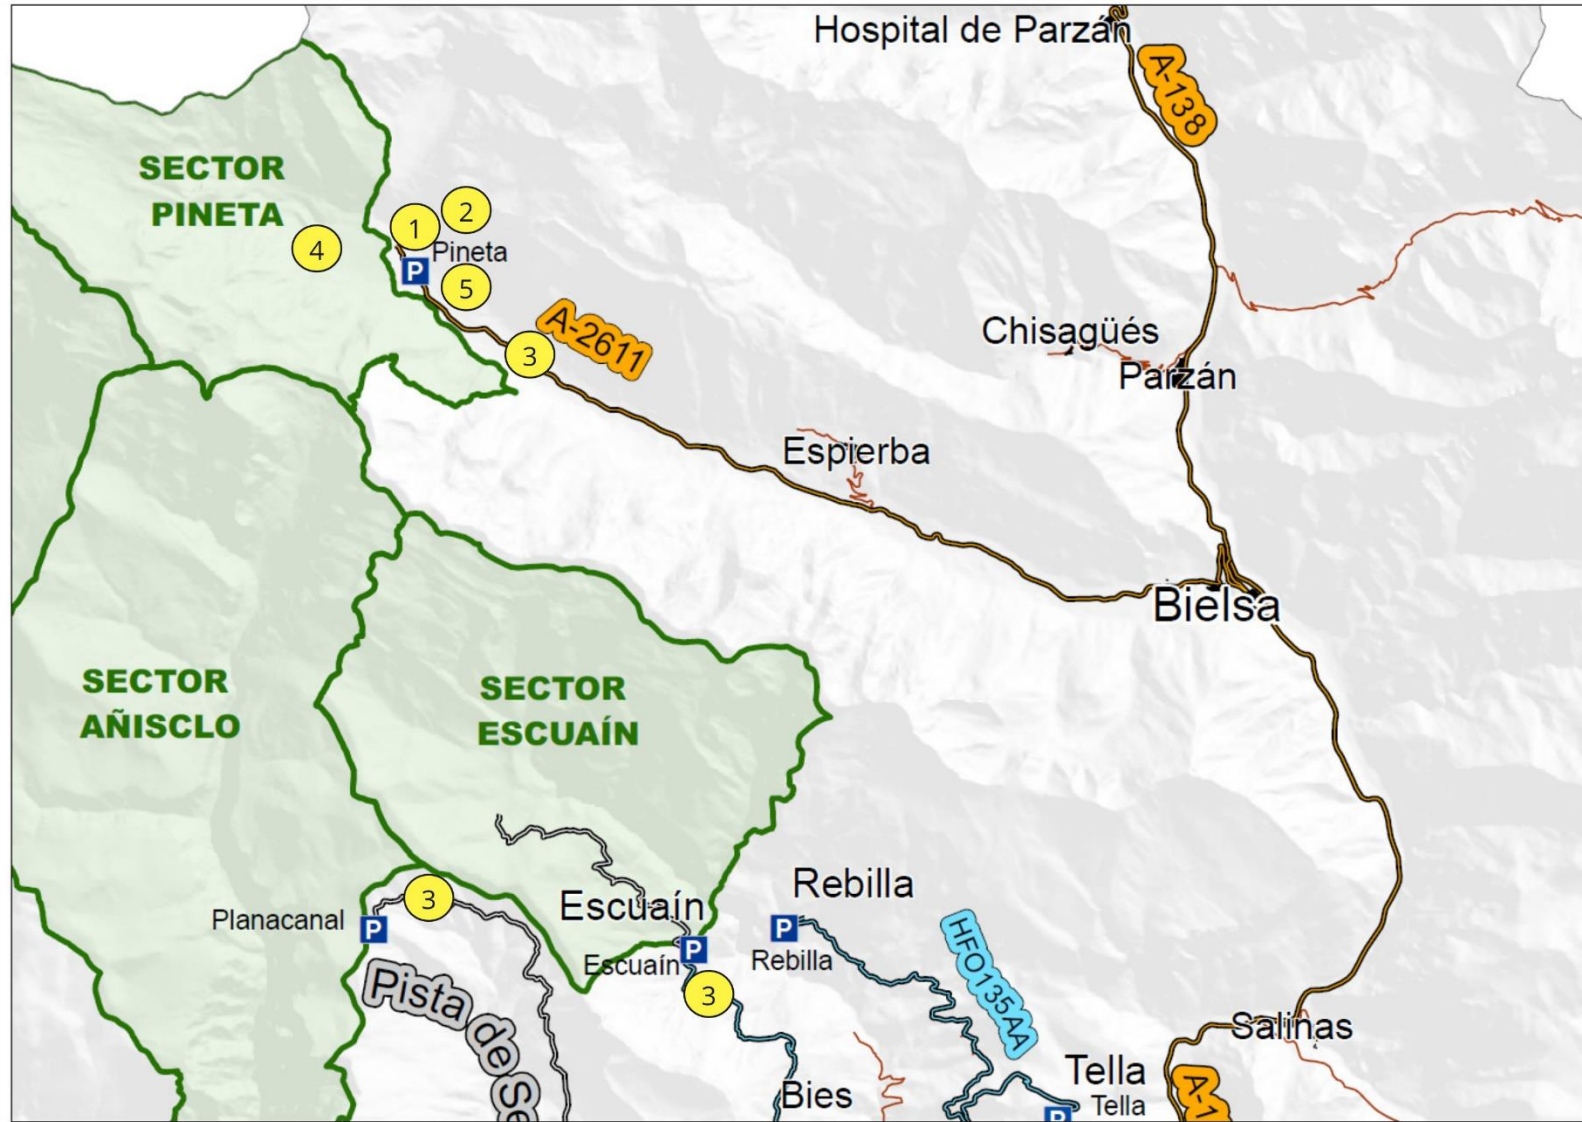 Hospital de Parzán
A-138
SECTOR
PINETA
1
2
4
Pineta
P
5
A-2611
3
Chisagüés
Parzán
Espierba
Bielsa
SECTOR
AÑISCLO
SECTOR
ESCUAÍN
3
Planacanal
P
Escuaín
P
Escuaín
3
Rebilla
P
Rebilla
HFO135AA
Pista de Se
Salinas
Tella
Tella
P
Bies
A-1